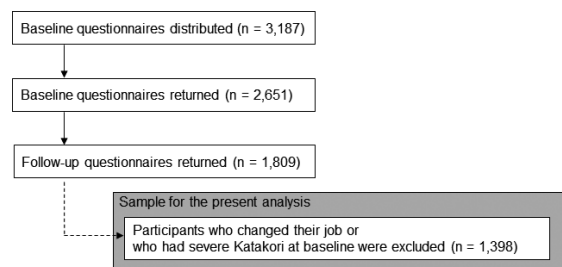 Baseline questionnaires distributed (n = 3,187)
Baseline questionnaires returned (n = 2,651)
Follow-up questionnaires returned (n = 1,809)
Sample for the present analysis
Participants who changed their job or
who had severe Katakori at baseline were excluded (n = 1,398)